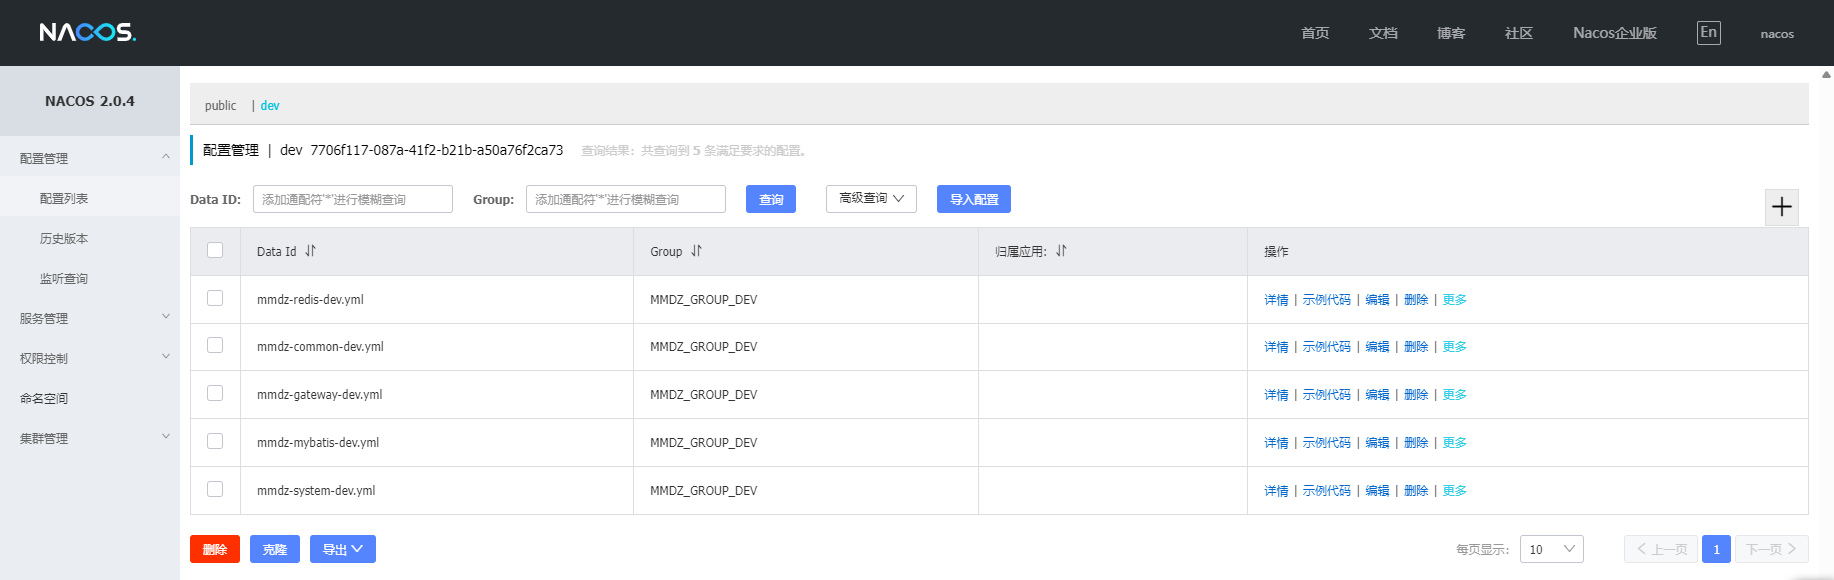 NACOS.
首页 文档 博客 社区 Nacos企业版 En nacos
NACOS 2.0.4
配置管理
配置列表
历史版本
监听查询
服务管理
权限控制
命名空间
集群管理
public | dev
配置管理 | dev 7706f117-087a-41f2-b21b-a50a76f2ca73 查询结果：共查询到 5 条满足要求的配置。
Data ID: 添加通配符'*'进行模糊查询 Group: 添加通配符'*'进行模糊查询 查询 高级查询 导入配置
Data Id Group 归属应用: 操作
mmdz-redis-dev.yml MMDZ_GROUP_DEV 详情 | 示例代码 | 编辑 | 删除 | 更多
mmdz-common-dev.yml MMDZ_GROUP_DEV 详情 | 示例代码 | 编辑 | 删除 | 更多
mmdz-gateway-dev.yml MMDZ_GROUP_DEV 详情 | 示例代码 | 编辑 | 删除 | 更多
mmdz-mybatis-dev.yml MMDZ_GROUP_DEV 详情 | 示例代码 | 编辑 | 删除 | 更多
mmdz-system-dev.yml MMDZ_GROUP_DEV 详情 | 示例代码 | 编辑 | 删除 | 更多
删除 克隆 导出 每页显示: 10 上一页 1 下一页